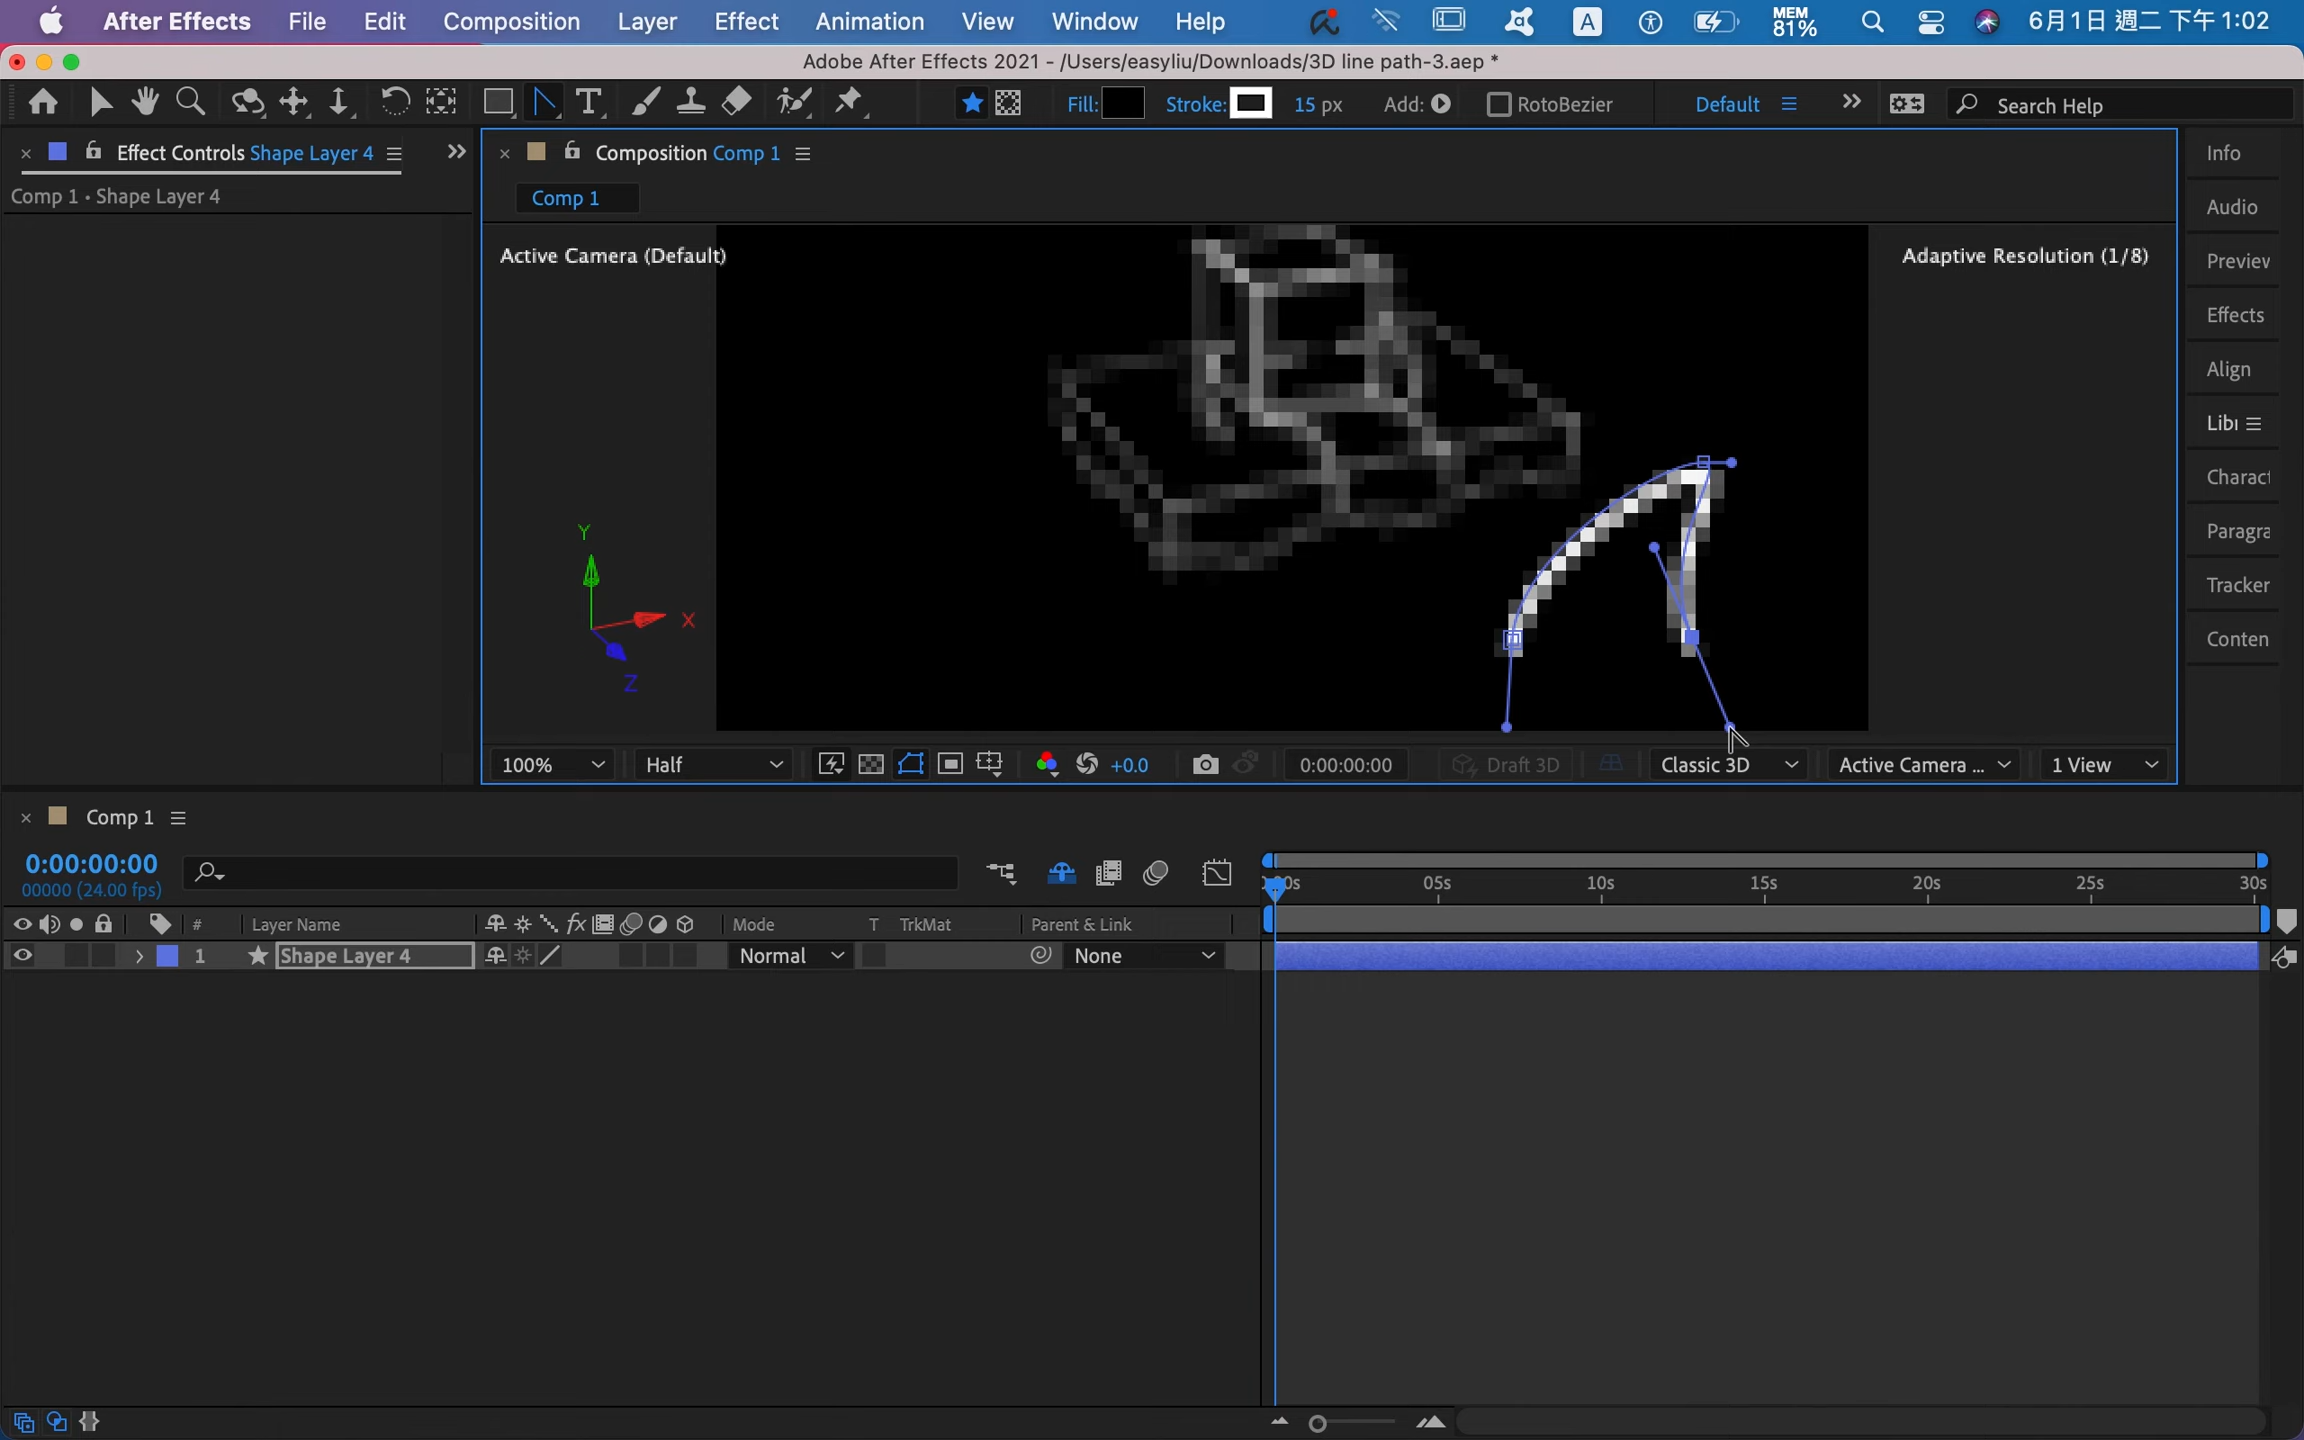 After Effects File Edit Composition Layer Effect Animation View Window Help A MEM 81% 6月1日 週二 下午 1:02
Adobe After Effects 2021 - /Users/easyliu/Downloads/3D line path-3.aep *
T Fill: Stroke: 15 px Add: RotoBezier Default Search Help
Effect Controls Shape Layer 4
Comp 1 • Shape Layer 4
Composition Comp 1
Comp 1
Active Camera (Default)
Adaptive Resolution (1/8)
Y
X
Z
Info
Audio
Preview
Effects
Align
Libr
Charact
Paragra
Tracker
Conten
100% Half +0.0 0:00:00:00 Draft 3D Classic 3D Active Camera ... 1 View
Comp 1
0:00:00:00
00000 (24.00 fps)
:00s 05s 10s 15s 20s 25s 30s
# Layer Name fx Mode T TrkMat Parent & Link
1 Shape Layer 4 Normal None